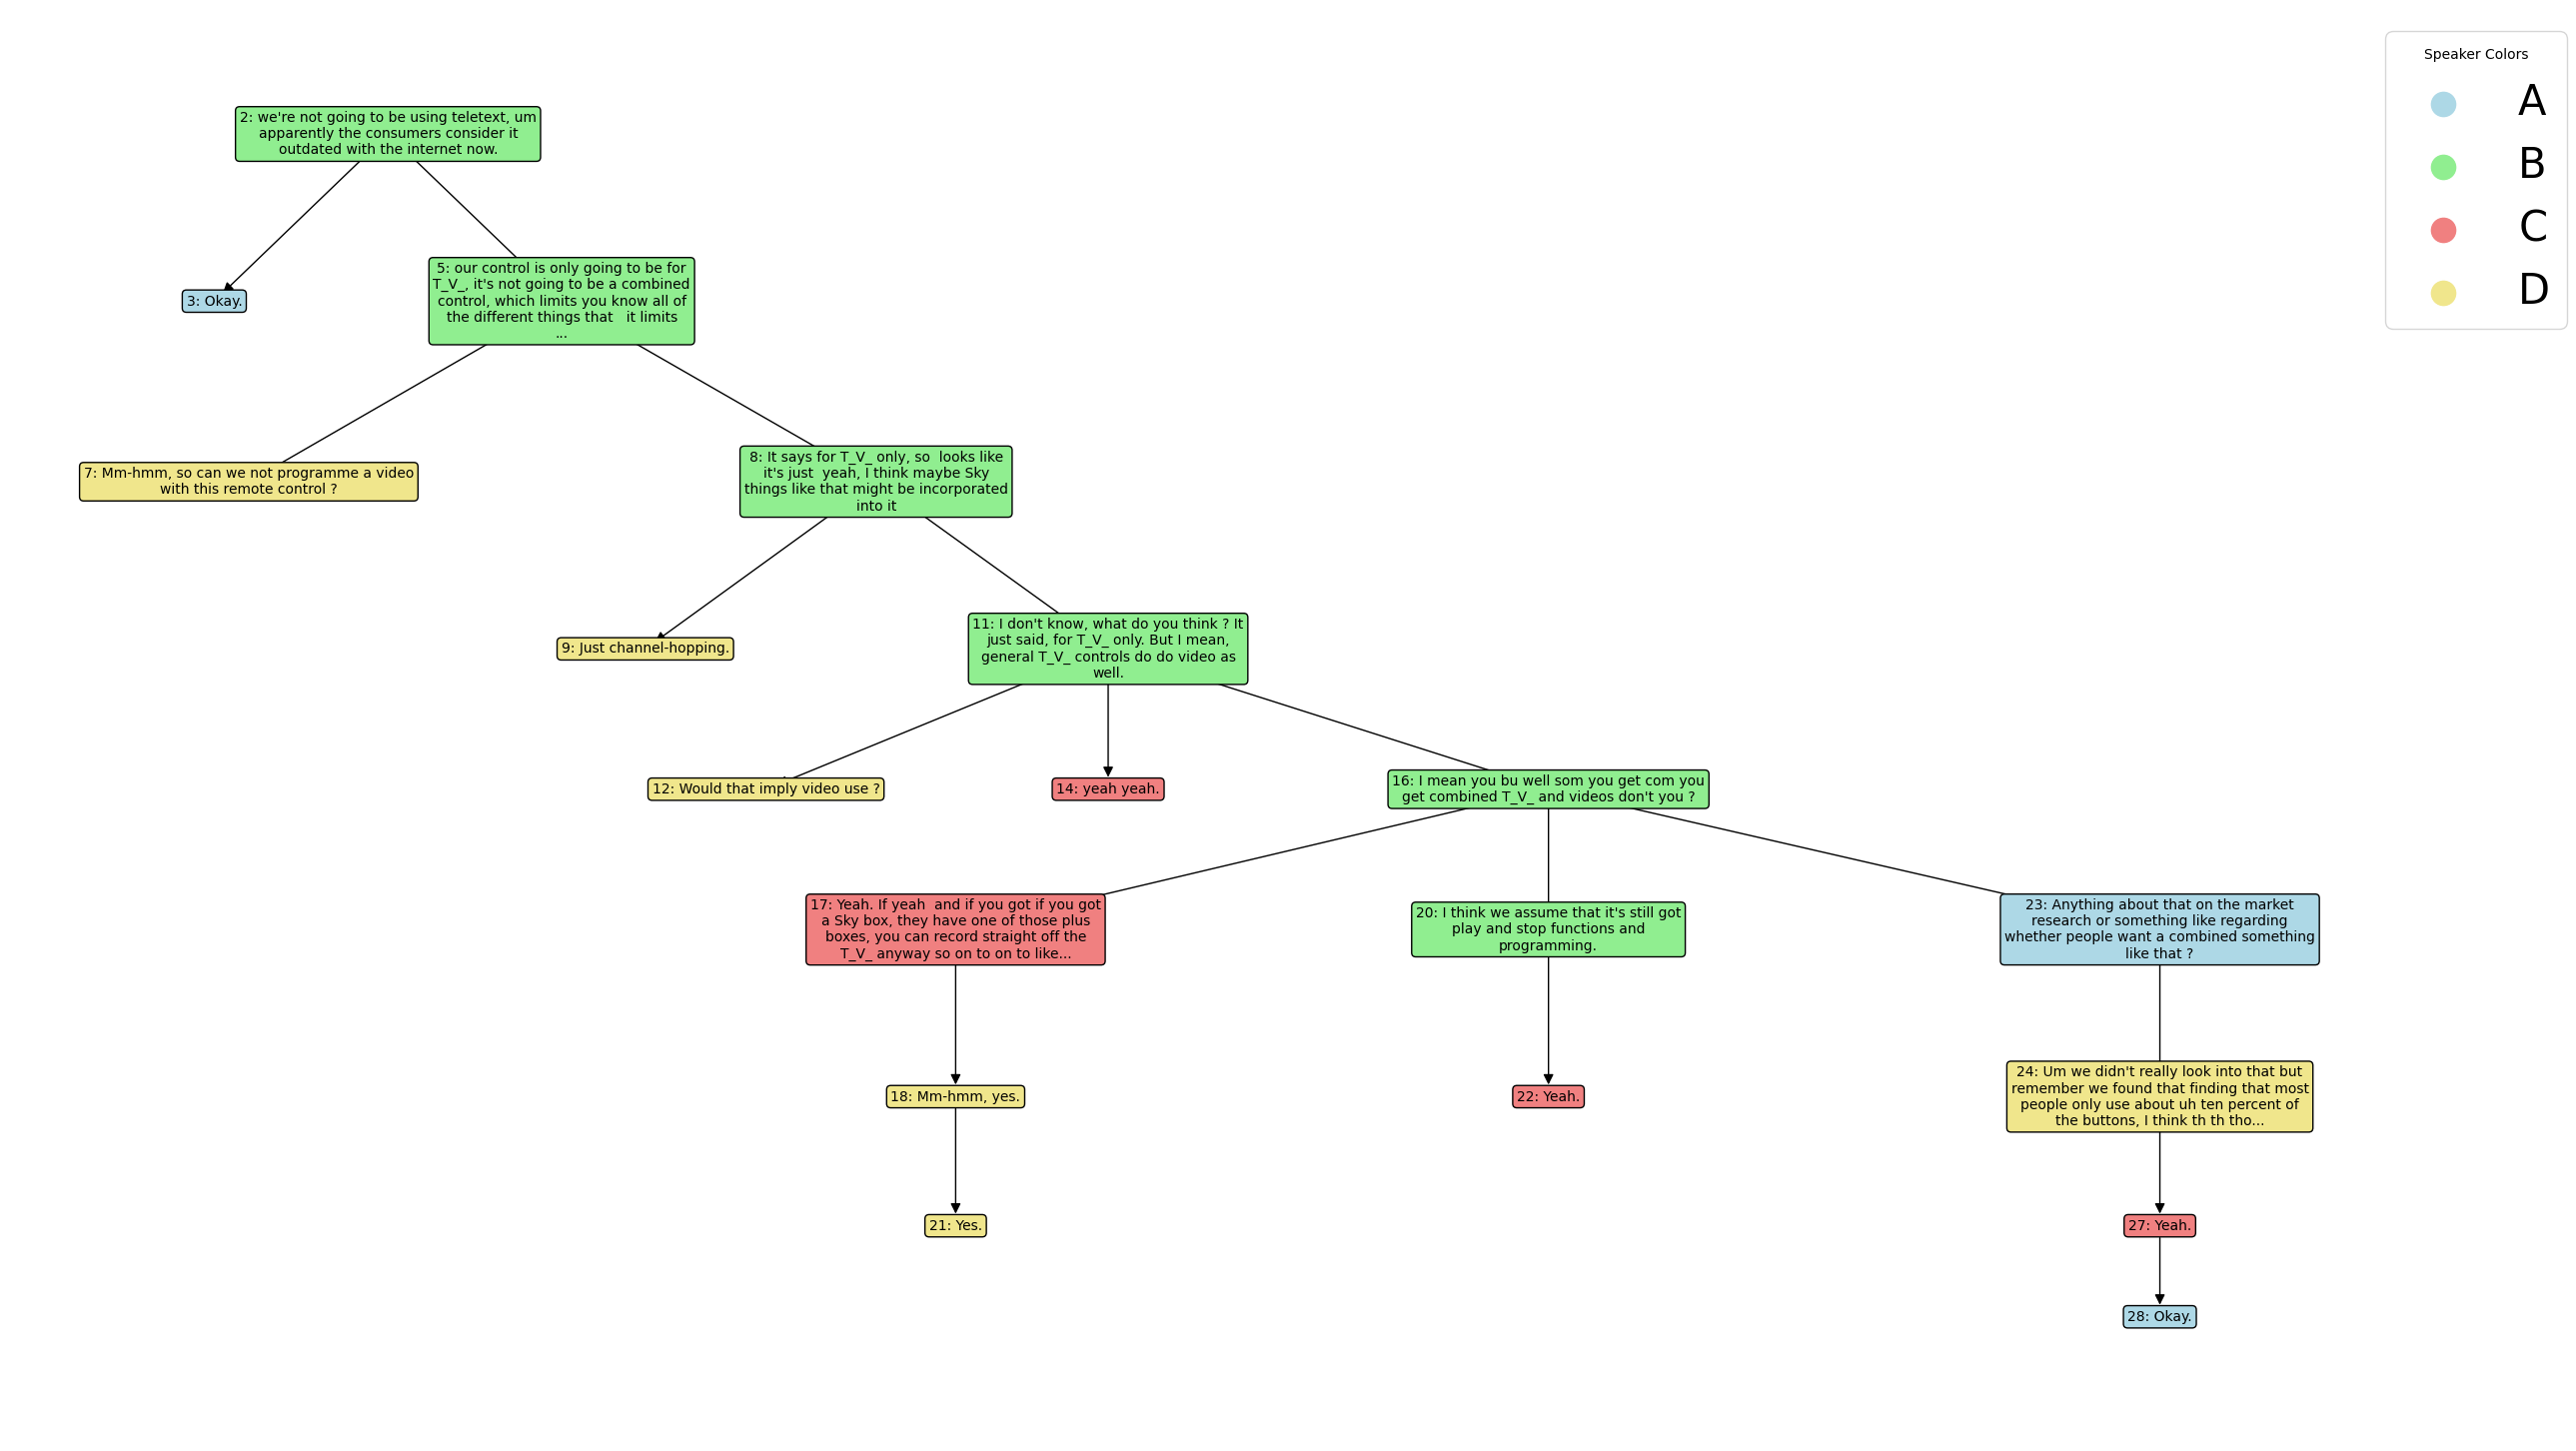 Speaker Colors
A
B
C
D
2: we're not going to be using teletext, um
apparently the consumers consider it
outdated with the internet now.
3: Okay.
5: our control is only going to be for
T_V_, it's not going to be a combined
control, which limits you know all of
the different things that   it limits
...
7: Mm-hmm, so can we not programme a video
with this remote control ?
8: It says for T_V_ only, so  looks like
it's just  yeah, I think maybe Sky
things like that might be incorporated
into it
9: Just channel-hopping.
11: I don't know, what do you think ? It
just said, for T_V_ only. But I mean,
general T_V_ controls do do video as
well.
12: Would that imply video use ?
14: yeah yeah.
16: I mean you bu well som you get com you
get combined T_V_ and videos don't you ?
17: Yeah. If yeah  and if you got if you got
a Sky box, they have one of those plus
boxes, you can record straight off the
T_V_ anyway so on to on to like...
20: I think we assume that it's still got
play and stop functions and
programming.
23: Anything about that on the market
research or something like regarding
whether people want a combined something
like that ?
18: Mm-hmm, yes.
22: Yeah.
24: Um we didn't really look into that but
remember we found that finding that most
people only use about uh ten percent of
the buttons, I think th th tho...
21: Yes.
27: Yeah.
28: Okay.